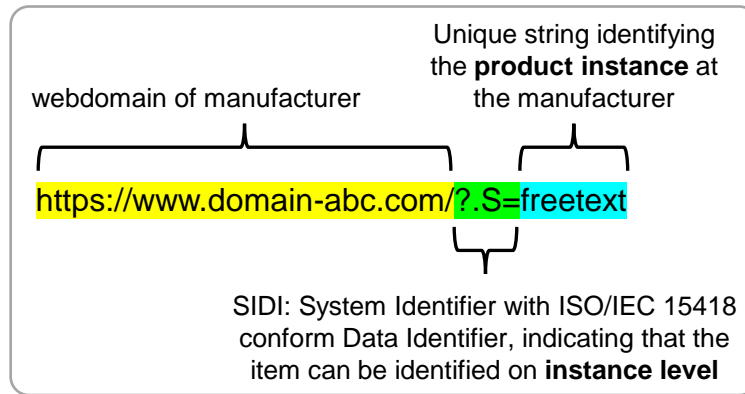 Unique string identifying
the product instance at
the manufacturer
webdomain of manufacturer
https://www.domain-abc.com/?.S=freetext
SIDI: System Identifier with ISO/IEC 15418
conform Data Identifier, indicating that the
item can be identified on instance level